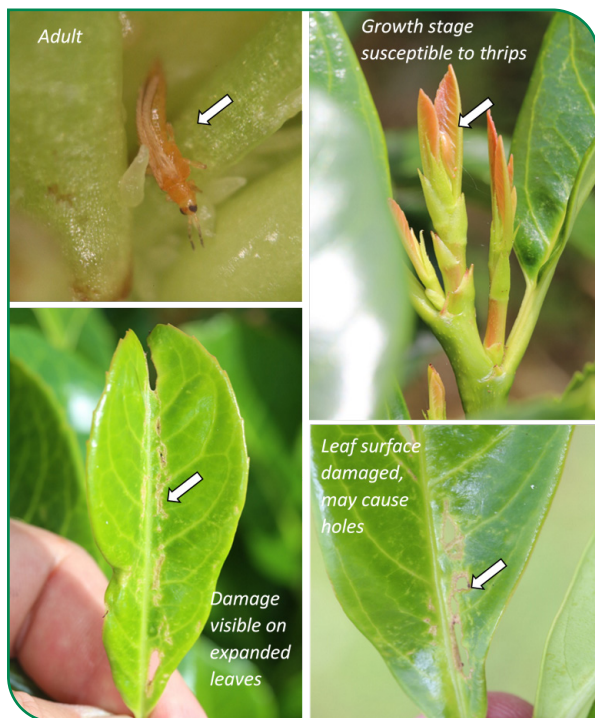 Adult
Growth stage
susceptible to thrips
Damage
visible on
expanded
leaves
Leaf surface
damaged,
may cause
holes